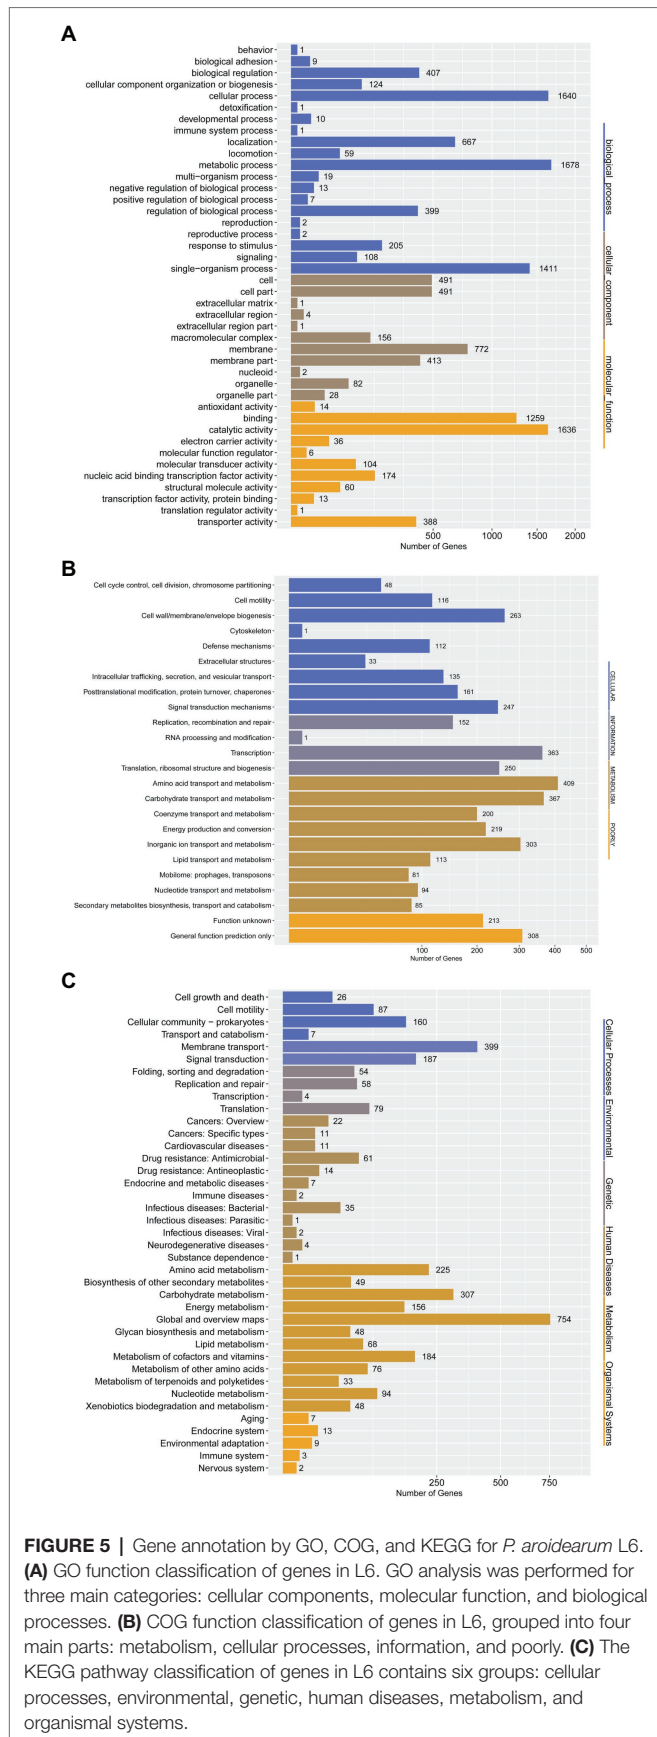 A
behavior 1
biological adhesion 9
biological regulation 407
cellular component organization or biogenesis 124
cellular process 1640
detoxification 1
developmental process 10
immune system process 1
localization 667
locomotion 59
metabolic process 1678
multi−organism process 19
negative regulation of biological process 13
positive regulation of biological process 7
regulation of biological process 399
reproduction 2
reproductive process 2
response to stimulus 205
signaling 108
single−organism process 1411
cell 491
cell part 491
extracellular matrix 1
extracellular region 4
extracellular region part 1
macromolecular complex 156
membrane 772
membrane part 413
nucleoid 2
organelle 82
organelle part 28
antioxidant activity 14
binding 1259
catalytic activity 1636
electron carrier activity 36
molecular function regulator 6
molecular transducer activity 104
nucleic acid binding transcription factor activity 174
structural molecule activity 60
transcription factor activity, protein binding 13
translation regulator activity 1
transporter activity 388
500 1000 1500 2000
Number of Genes
biological_process
cellular_component
molecular_function
B
Cell cycle control, cell division, chromosome partitioning 48
Cell motility 116
Cell wall/membrane/envelope biogenesis 263
Cytoskeleton 1
Defense mechanisms 112
Extracellular structures 33
Intracellular trafficking, secretion, and vesicular transport 135
Posttranslational modification, protein turnover, chaperones 161
Signal transduction mechanisms 247
Replication, recombination and repair 152
RNA processing and modification 1
Transcription 363
Translation, ribosomal structure and biogenesis 250
Amino acid transport and metabolism 409
Carbohydrate transport and metabolism 367
Coenzyme transport and metabolism 200
Energy production and conversion 219
Inorganic ion transport and metabolism 303
Lipid transport and metabolism 113
Mobilome: prophages, transposons 81
Nucleotide transport and metabolism 94
Secondary metabolites biosynthesis, transport and catabolism 85
Function unknown 213
General function prediction only 308
100 200 300 400 500
Number of Genes
CELLULAR
INFORMATION
METABOLISM
POORLY
C
Cell growth and death 26
Cell motility 87
Cellular community − prokaryotes 160
Transport and catabolism 7
Membrane transport 399
Signal transduction 187
Folding, sorting and degradation 54
Replication and repair 58
Transcription 4
Translation 79
Cancers: Overview 22
Cancers: Specific types 11
Cardiovascular diseases 11
Drug resistance: Antimicrobial 61
Drug resistance: Antineoplastic 14
Endocrine and metabolic diseases 7
Immune diseases 2
Infectious diseases: Bacterial 35
Infectious diseases: Parasitic 1
Infectious diseases: Viral 2
Neurodegenerative diseases 4
Substance dependence 1
Amino acid metabolism 225
Biosynthesis of other secondary metabolites 49
Carbohydrate metabolism 307
Energy metabolism 156
Global and overview maps 754
Glycan biosynthesis and metabolism 48
Lipid metabolism 68
Metabolism of cofactors and vitamins 184
Metabolism of other amino acids 76
Metabolism of terpenoids and polyketides 33
Nucleotide metabolism 94
Xenobiotics biodegradation and metabolism 48
Aging 7
Endocrine system 13
Environmental adaptation 9
Immune system 3
Nervous system 2
250 500 750
Number of Genes
Cellular Processes
Environmental
Genetic
Human Diseases
Metabolism
Organismal Systems
FIGURE 5 | Gene annotation by GO, COG, and KEGG for P. aroidearum L6.
(A) GO function classification of genes in L6. GO analysis was performed for
three main categories: cellular components, molecular function, and biological
processes. (B) COG function classification of genes in L6, grouped into four
main parts: metabolism, cellular processes, information, and poorly. (C) The
KEGG pathway classification of genes in L6 contains six groups: cellular
processes, environmental, genetic, human diseases, metabolism, and
organismal systems.